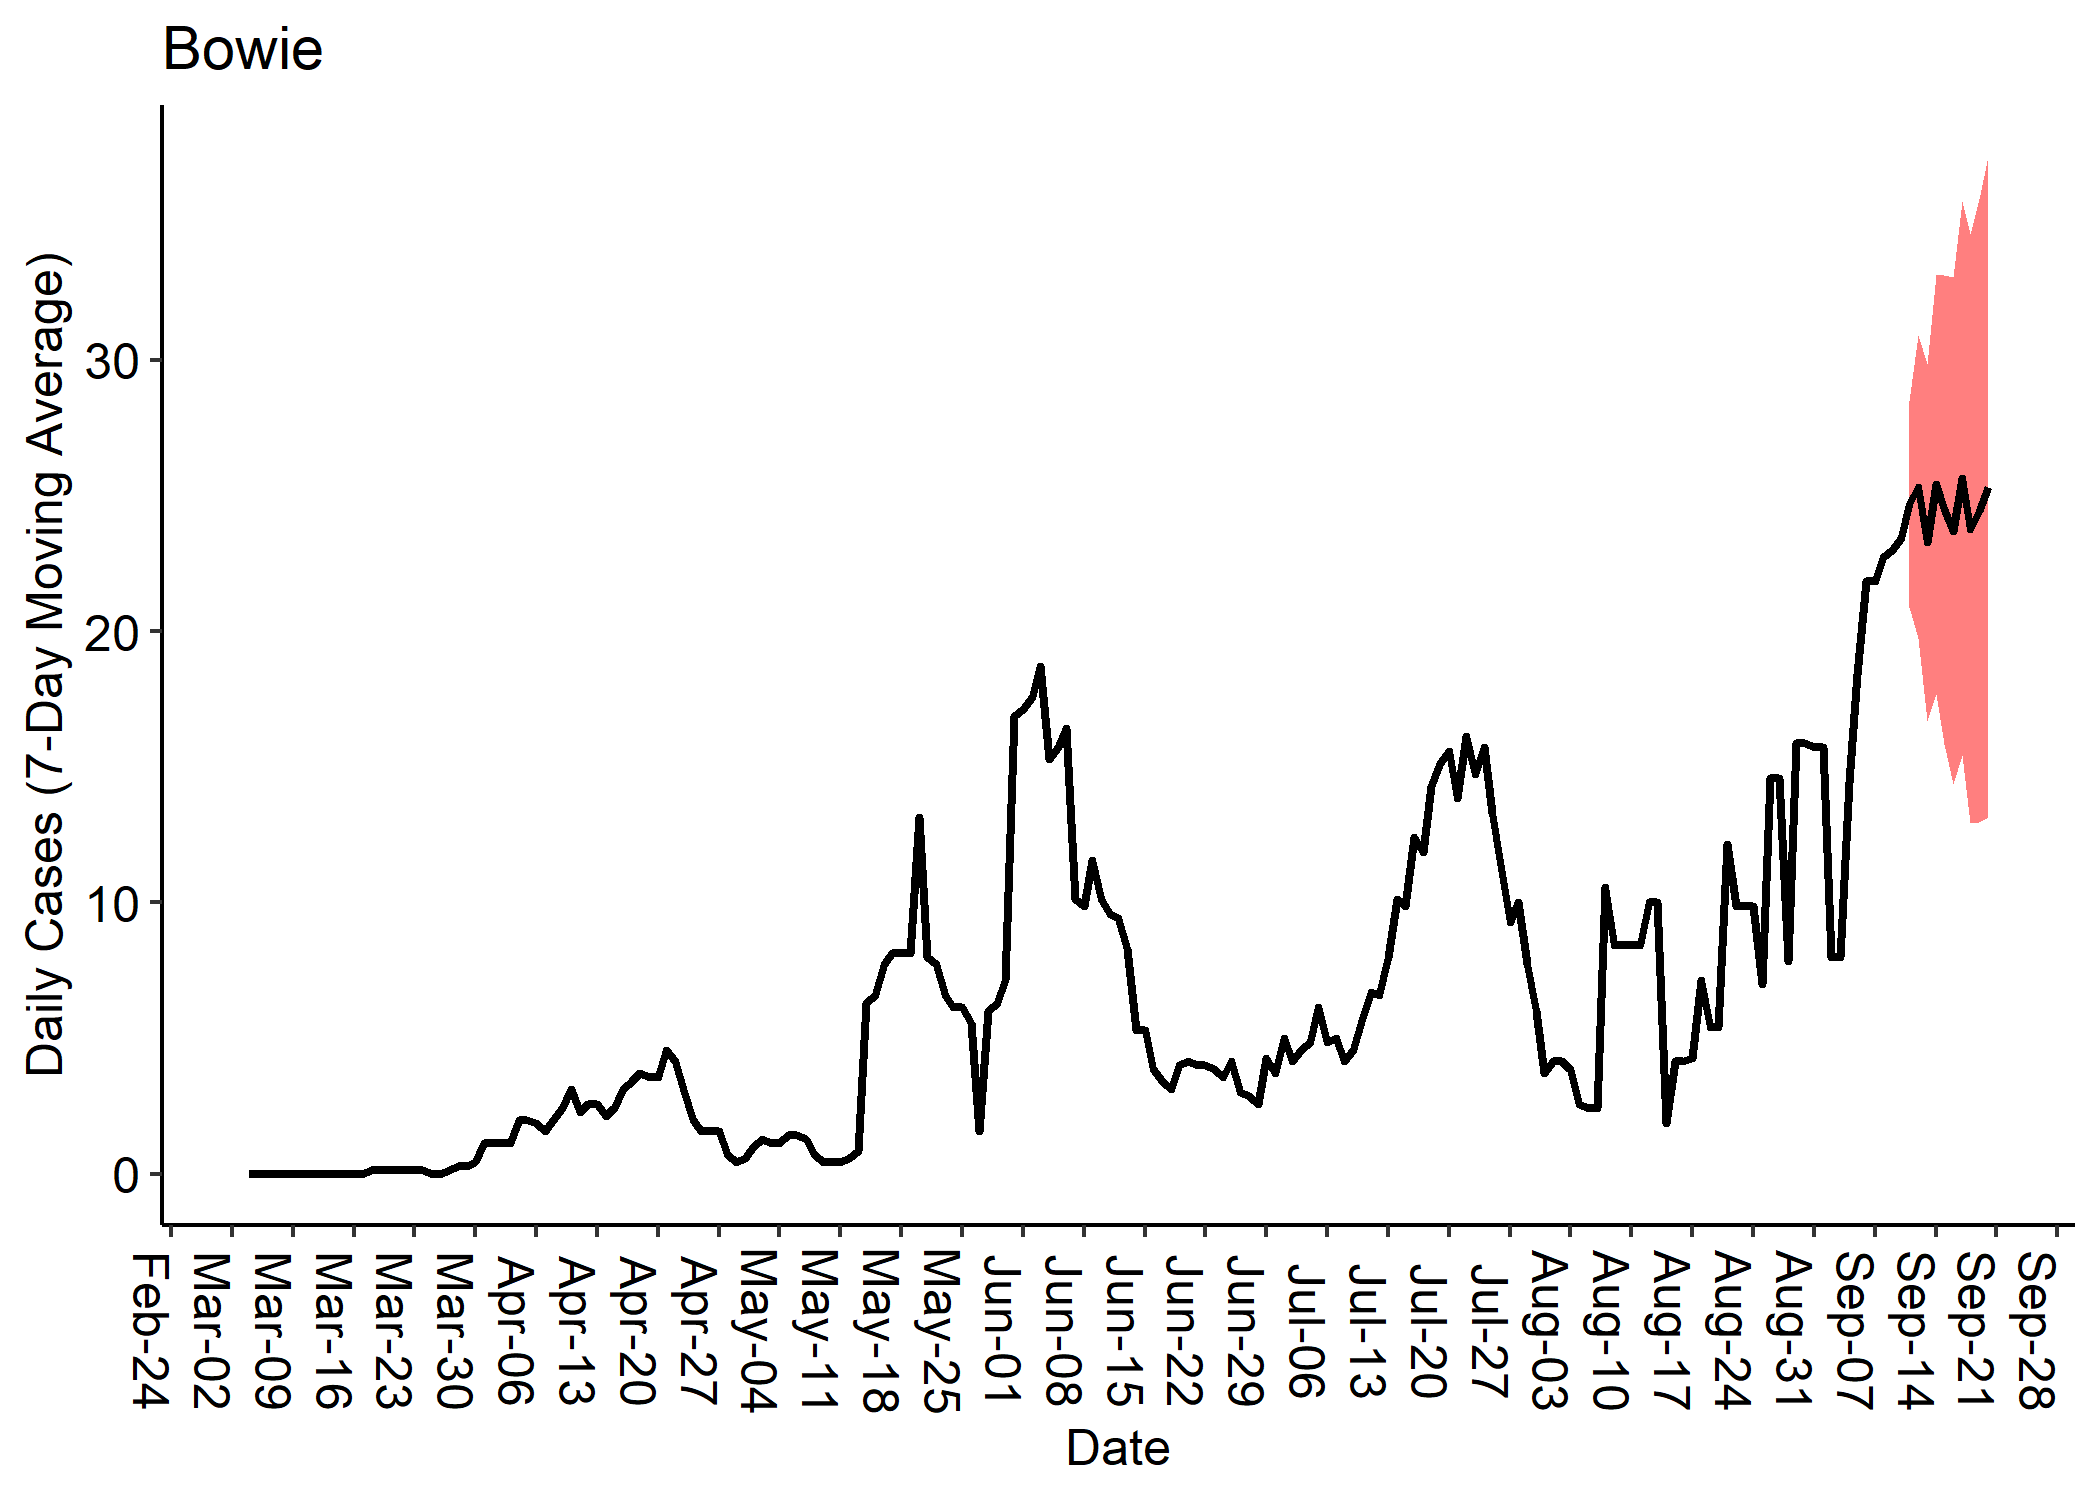 Bowie
Daily Cases (7-Day Moving Average)
30
20
10
0
Feb-24
Mar-02
Mar-09
Mar-16
Mar-23
Mar-30
Apr-06
Apr-13
Apr-20
Apr-27
May-04
May-11
May-18
May-25
Jun-01
Jun-08
Jun-15
Jun-22
Jun-29
Jul-06
Jul-13
Jul-20
Jul-27
Aug-03
Aug-10
Aug-17
Aug-24
Aug-31
Sep-07
Sep-14
Sep-21
Sep-28
Date